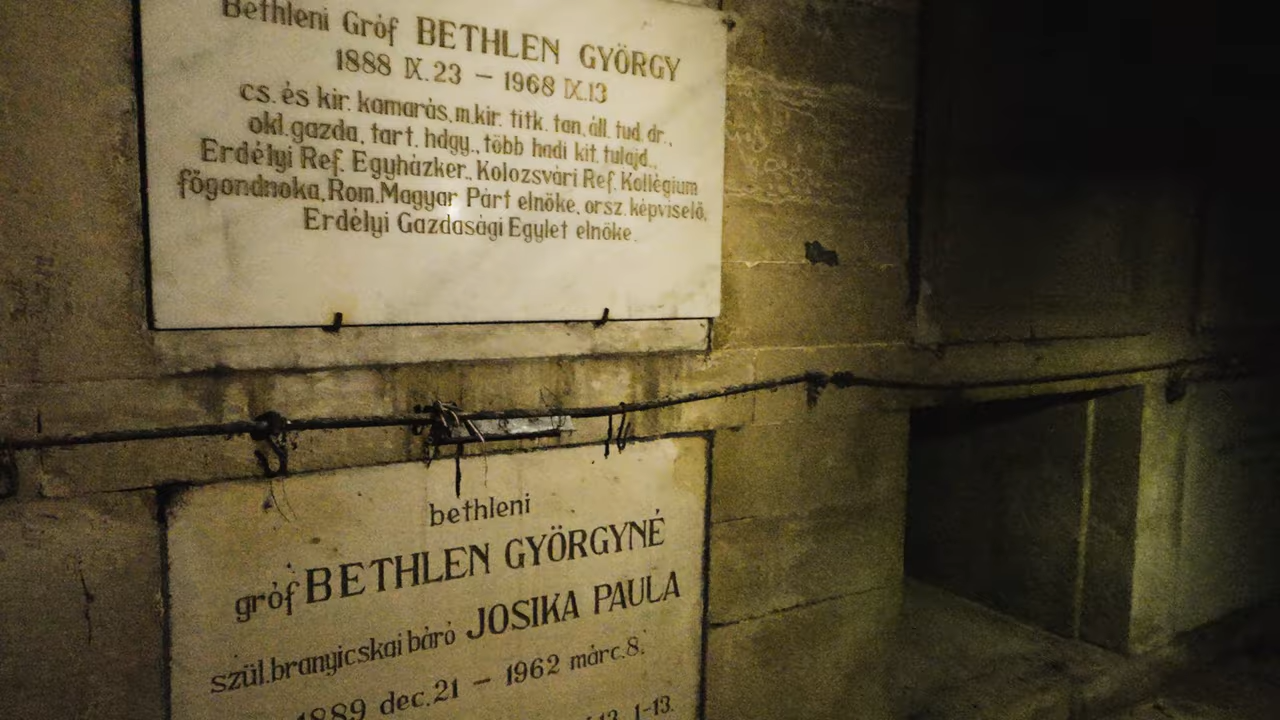 Bethleni Gróf BETHLEN GYÖRGY
1888 IX.23 – 1968 IX.13
cs. és kir. kamarás, m.kir. titk. tan. áll. tud. dr.,
okl. gazda, tart. hdgy., több hadi kit. tulajd.,
Erdélyi Ref. Egyházker., Kolozsvári Ref. Kollégium
főgondnoka, Rom. Magyar Párt elnöke, orsz. képviselő,
Erdélyi Gazdasági Egylet elnöke.
bethleni
gróf BETHLEN GYÖRGYNÉ
szül. branyicskai báró JOSIKA PAULA
1889 dec. 21 – 1962 márc. 8.
1-13.